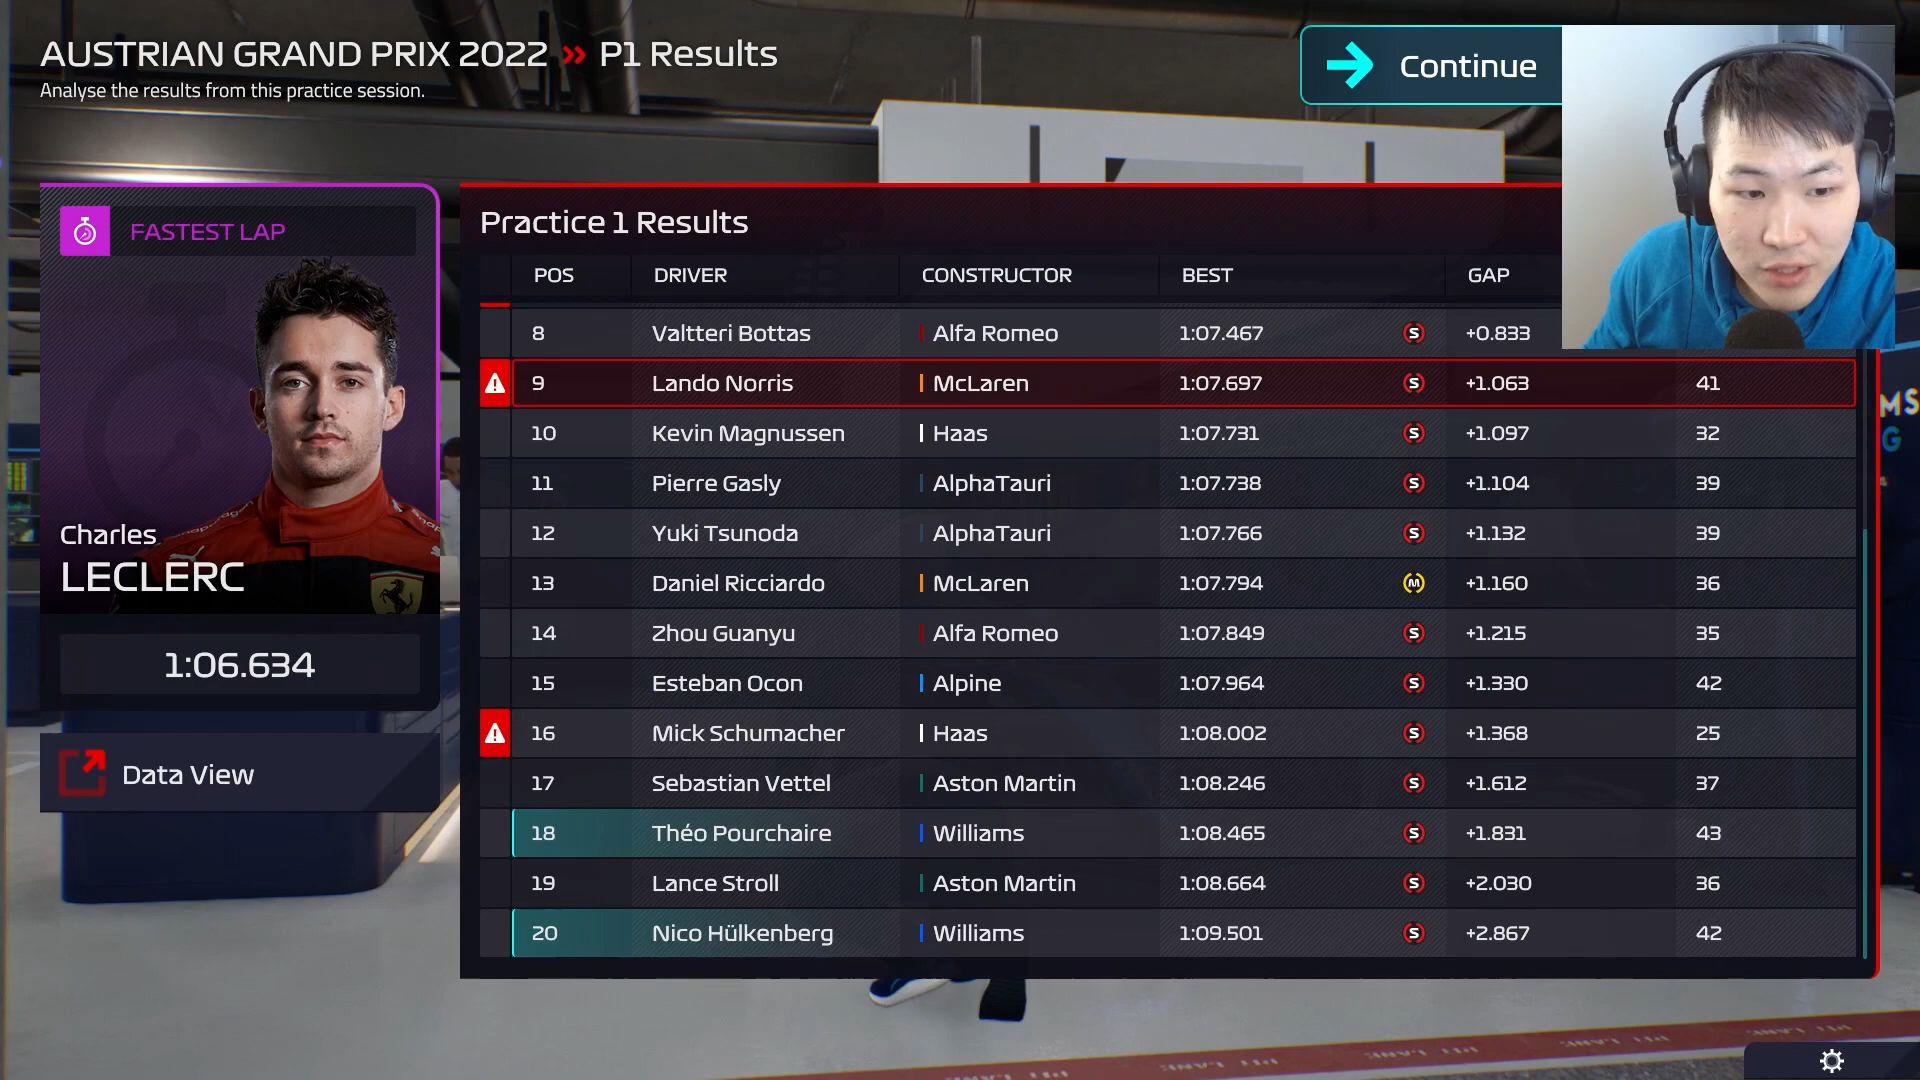 AUSTRIAN GRAND PRIX 2022 » P1 Results
Analyse the results from this practice session.
Continue
FASTEST LAP
Charles
LECLERC
1:06.634
Data View
Practice 1 Results
POS DRIVER CONSTRUCTOR BEST GAP
8 Valtteri Bottas Alfa Romeo 1:07.467 S +0.833
9 Lando Norris McLaren 1:07.697 S +1.063 41
10 Kevin Magnussen Haas 1:07.731 S +1.097 32
11 Pierre Gasly AlphaTauri 1:07.738 S +1.104 39
12 Yuki Tsunoda AlphaTauri 1:07.766 S +1.132 39
13 Daniel Ricciardo McLaren 1:07.794 M +1.160 36
14 Zhou Guanyu Alfa Romeo 1:07.849 S +1.215 35
15 Esteban Ocon Alpine 1:07.964 S +1.330 42
16 Mick Schumacher Haas 1:08.002 S +1.368 25
17 Sebastian Vettel Aston Martin 1:08.246 S +1.612 37
18 Théo Pourchaire Williams 1:08.465 S +1.831 43
19 Lance Stroll Aston Martin 1:08.664 S +2.030 36
20 Nico Hülkenberg Williams 1:09.501 S +2.867 42
MS
G
PIT LANE PIT LANE PIT LANE